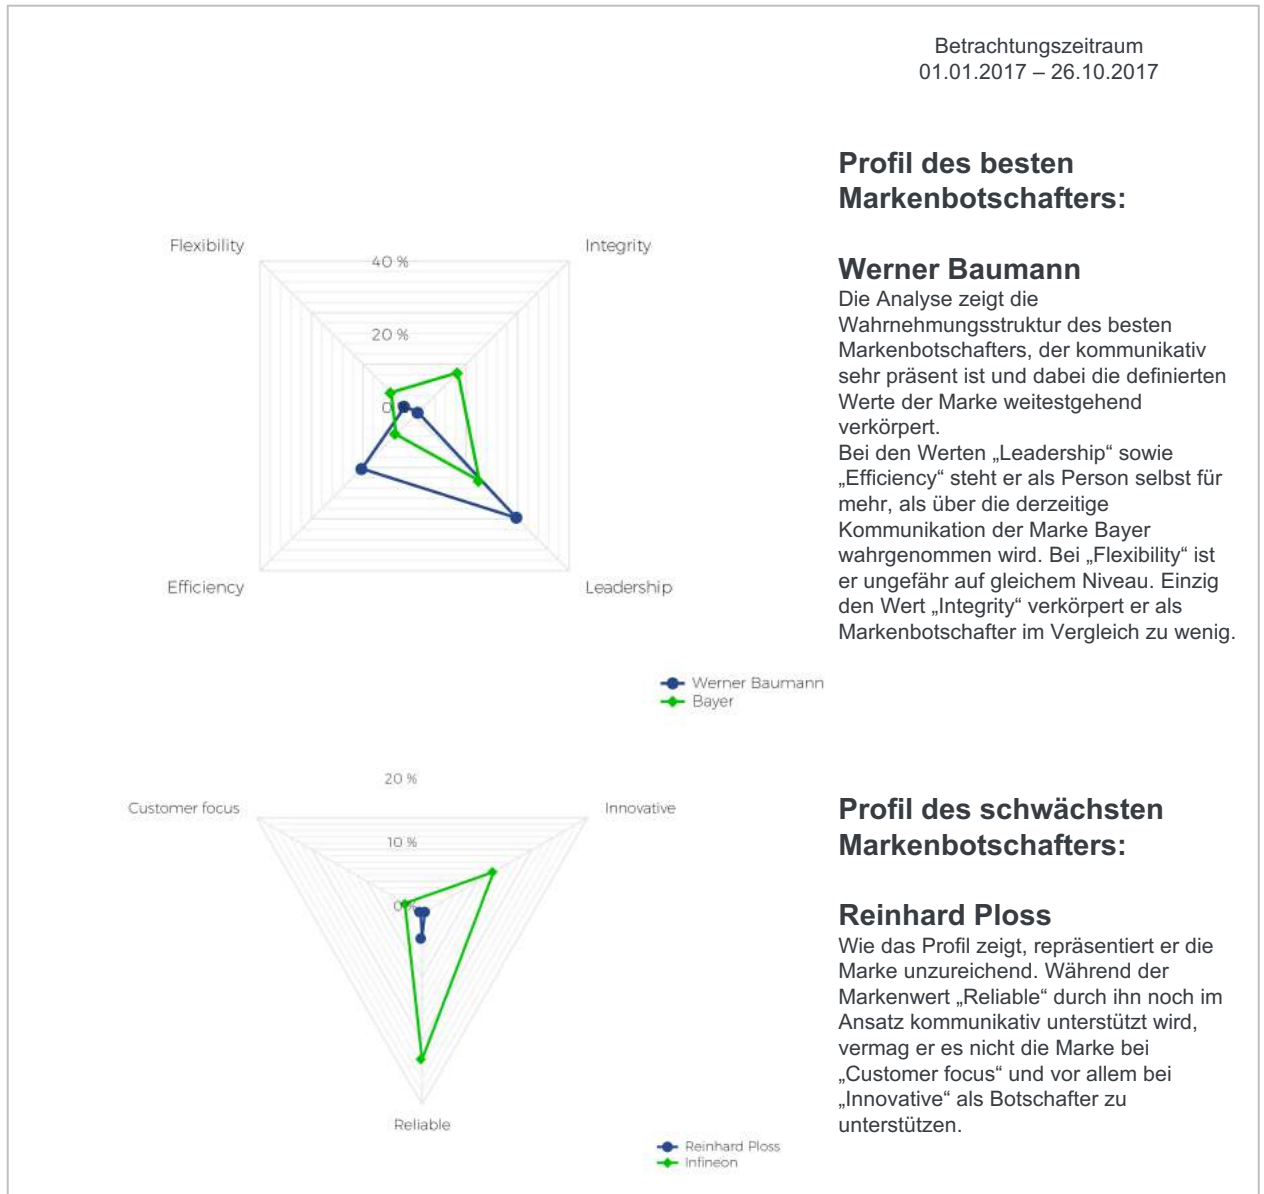 Betrachtungszeitraum
01.01.2017 – 26.10.2017
Profil des besten
Markenbotschafters:
Werner Baumann
Die Analyse zeigt die
Wahrnehmungsstruktur des besten
Markenbotschafters, der kommunikativ
sehr präsent ist und dabei die definierten
Werte der Marke weitestgehend
verkörpert.
Bei den Werten „Leadership“ sowie
„Efficiency“ steht er als Person selbst für
mehr, als über die derzeitige
Kommunikation der Marke Bayer
wahrgenommen wird. Bei „Flexibility“ ist
er ungefähr auf gleichem Niveau. Einzig
den Wert „Integrity“ verkörpert er als
Markenbotschafter im Vergleich zu wenig.
Flexibility
Integrity
40 %
20 %
0
Efficiency
Leadership
Werner Baumann
Bayer
20 %
Customer focus
Innovative
10 %
0 %
Reliable
Reinhard Ploss
Infineon
Profil des schwächsten
Markenbotschafters:
Reinhard Ploss
Wie das Profil zeigt, repräsentiert er die
Marke unzureichend. Während der
Markenwert „Reliable“ durch ihn noch im
Ansatz kommunikativ unterstützt wird,
vermag er es nicht die Marke bei
„Customer focus“ und vor allem bei
„Innovative“ als Botschafter zu
unterstützen.